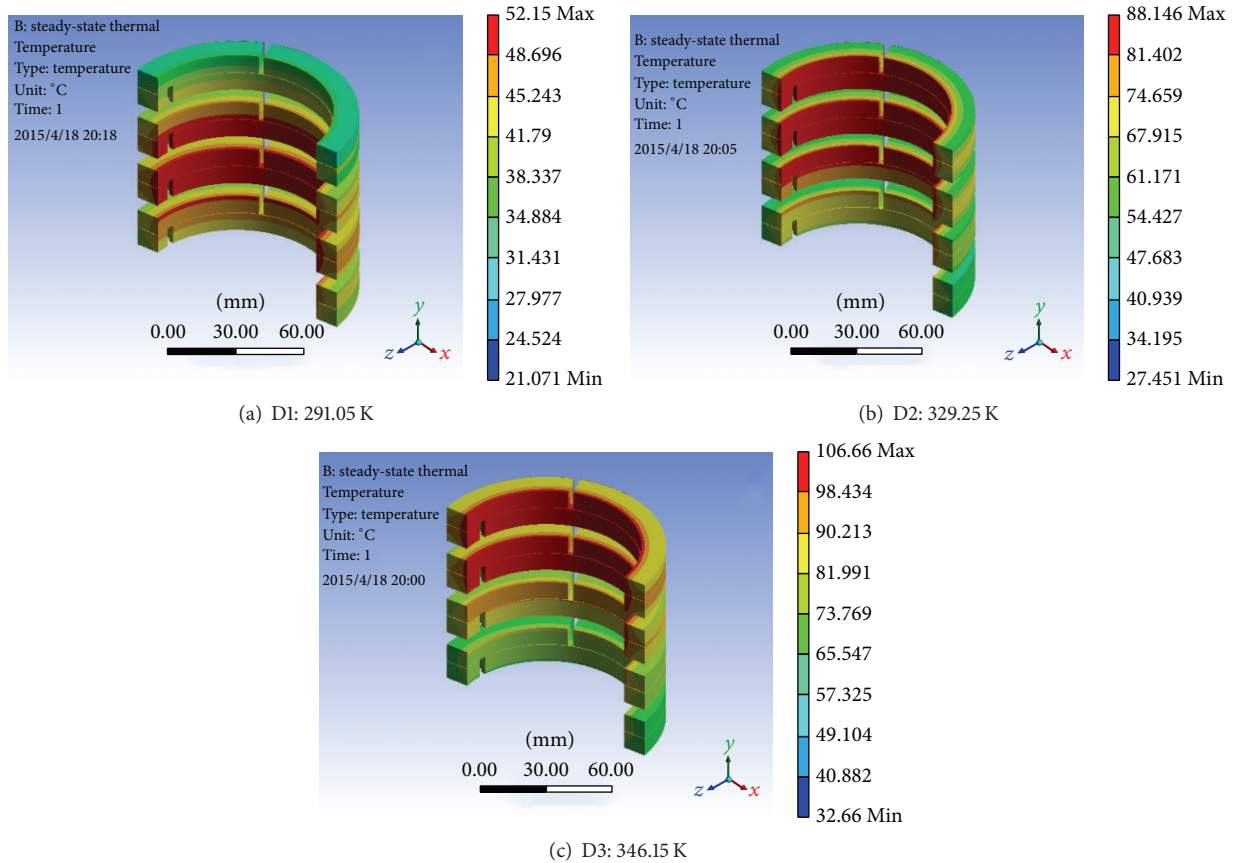 B: steady-state thermal
Temperature
Type: temperature
Unit: °C
Time: 1
2015/4/18 20:18
(mm)
0.00 30.00 60.00
y
z x
52.15 Max
48.696
45.243
41.79
38.337
34.884
31.431
27.977
24.524
21.071 Min
(a) D1: 291.05 K
B: steady-state thermal
Temperature
Type: temperature
Unit: °C
Time: 1
2015/4/18 20:05
(mm)
0.00 30.00 60.00
y
z x
88.146 Max
81.402
74.659
67.915
61.171
54.427
47.683
40.939
34.195
27.451 Min
(b) D2: 329.25 K
B: steady-state thermal
Temperature
Type: temperature
Unit: °C
Time: 1
2015/4/18 20:00
(mm)
0.00 30.00 60.00
y
z x
106.66 Max
98.434
90.213
81.991
73.769
65.547
57.325
49.104
40.882
32.66 Min
(c) D3: 346.15 K